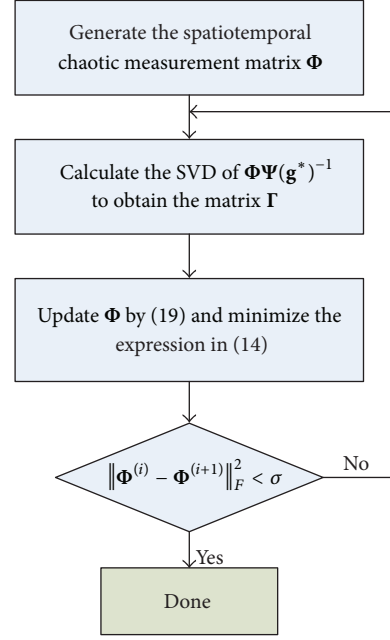 Generate the spatiotemporal
chaotic measurement matrix Φ
Calculate the SVD of ΦΨ(g*)⁻¹
to obtain the matrix Γ
Update Φ by (19) and minimize the
expression in (14)
‖Φ⁽ⁱ⁾ − Φ⁽ⁱ⁺¹⁾‖²_F < σ
No
Yes
Done